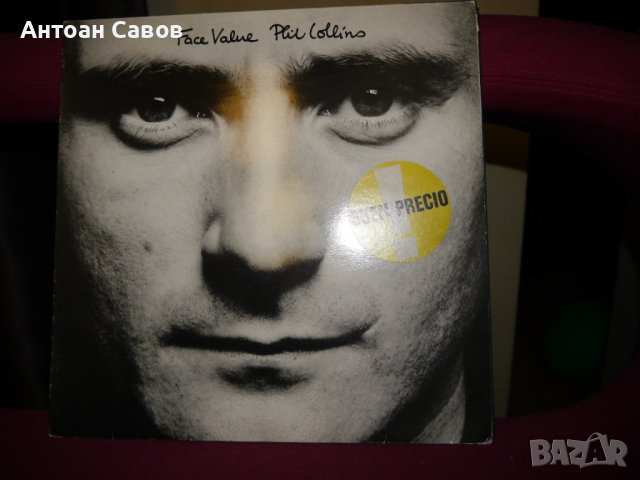 Антоан Савов
Face Value Phil Collins
BUEN PRECIO
!
BAZAR